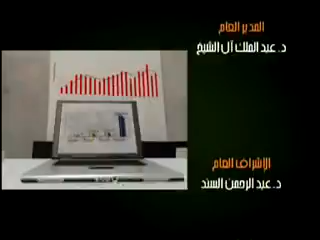 المدير العام
د. عبد الملك آل الشيخ
الإشراف العام
د. عبد الرحمن السند